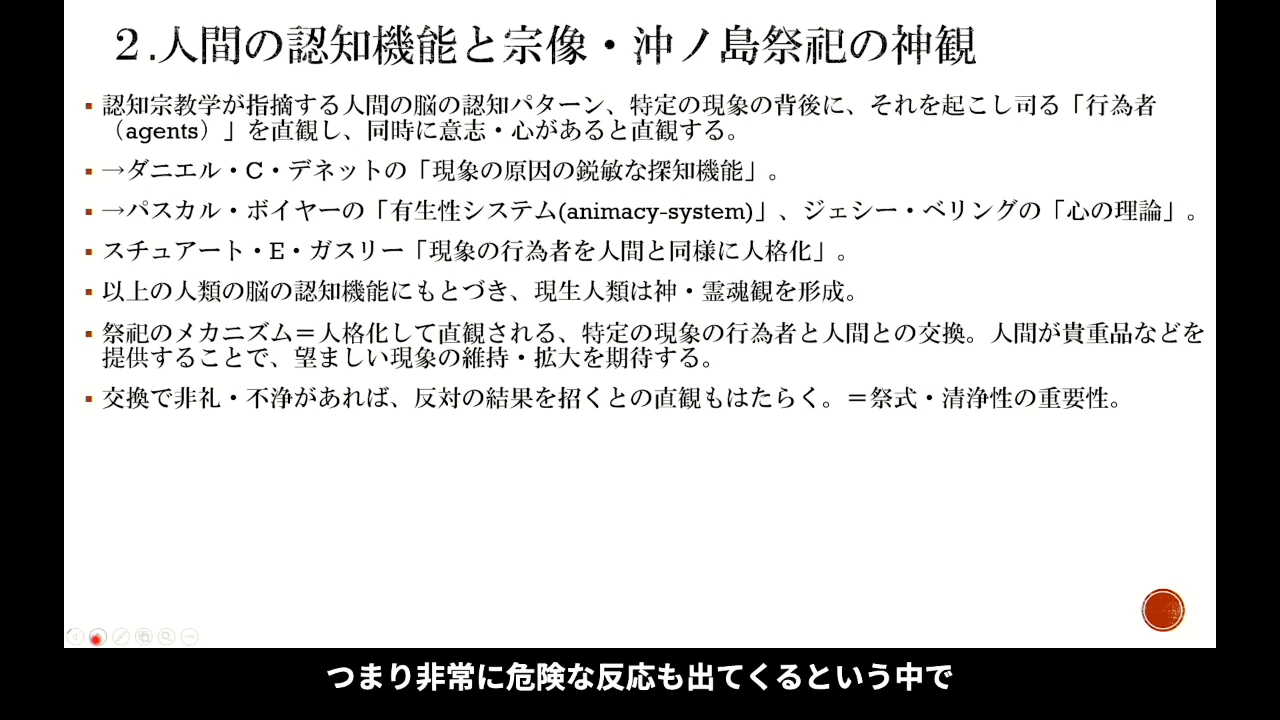 ２.人間の認知機能と宗像・沖ノ島祭祀の神観
▪ 認知宗教学が指摘する人間の脳の認知パターン、特定の現象の背後に、それを起こし司る「行為者
（agents）」を直観し、同時に意志・心があると直観する。
▪ →ダニエル・C・デネットの「現象の原因の鋭敏な探知機能」。
▪ →パスカル・ボイヤーの「有生性システム(animacy-system)」、ジェシー・ベリングの「心の理論」。
▪ スチュアート・E・ガスリー「現象の行為者を人間と同様に人格化」。
▪ 以上の人類の脳の認知機能にもとづき、現生人類は神・霊魂観を形成。
▪ 祭祀のメカニズム＝人格化して直観される、特定の現象の行為者と人間との交換。人間が貴重品などを
提供することで、望ましい現象の維持・拡大を期待する。
▪ 交換で非礼・不浄があれば、反対の結果を招くとの直観もはたらく。＝祭式・清浄性の重要性。
つまり非常に危険な反応も出てくるという中で